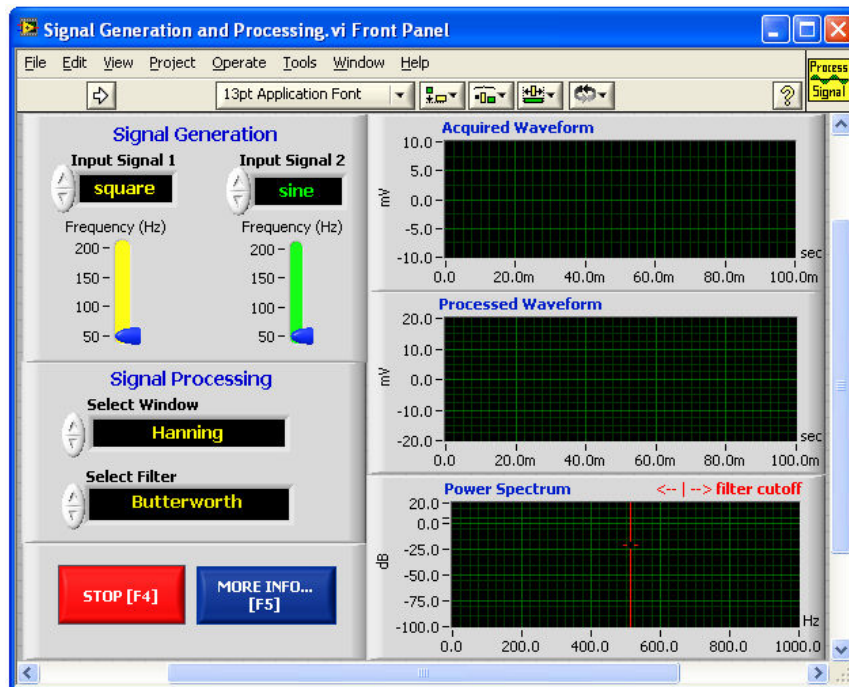 Signal Generation and Processing.vi Front Panel
File Edit View Project Operate Tools Window Help
13pt Application Font
Process
Signal
Signal Generation
Input Signal 1
square
Frequency (Hz)
200
150
100
50
Input Signal 2
sine
Frequency (Hz)
200
150
100
50
Signal Processing
Select Window
Hanning
Select Filter
Butterworth
STOP [F4]
MORE INFO...
[F5]
Acquired Waveform
mV
10.0
5.0
0.0
-5.0
-10.0
sec
0.0 20.0m 40.0m 60.0m 80.0m 100.0m
Processed Waveform
mV
20.0
10.0
0.0
-10.0
-20.0
sec
0.0 20.0m 40.0m 60.0m 80.0m 100.0m
Power Spectrum <-- | --> filter cutoff
dB
20.0
0.0
-25.0
-50.0
-75.0
-100.0
Hz
0.0 200.0 400.0 600.0 800.0 1000.0